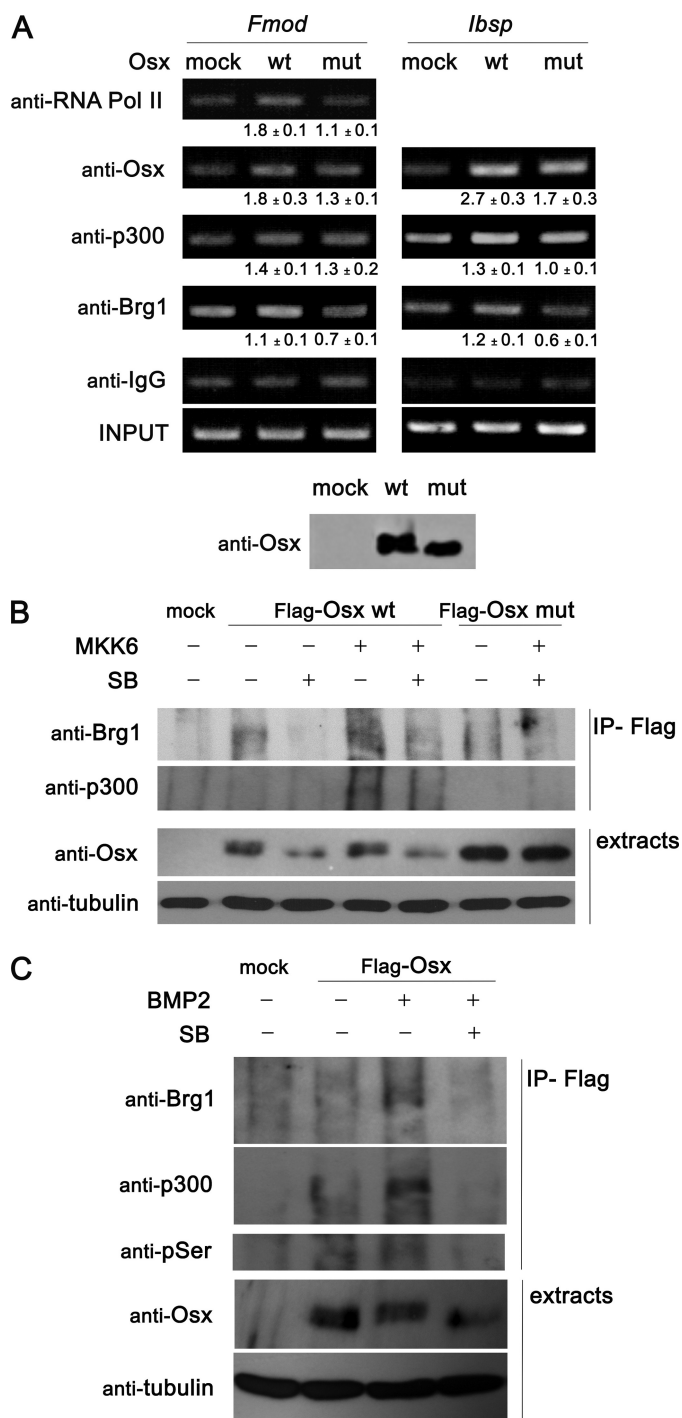 A
Fmod Ibsp
Osx mock wt mut mock wt mut
anti-RNA Pol II
1.8 ± 0.1 1.1 ± 0.1
anti-Osx
1.8 ± 0.3 1.3 ± 0.1 2.7 ± 0.3 1.7 ± 0.3
anti-p300
1.4 ± 0.1 1.3 ± 0.2 1.3 ± 0.1 1.0 ± 0.1
anti-Brg1
1.1 ± 0.1 0.7 ± 0.1 1.2 ± 0.1 0.6 ± 0.1
anti-IgG
INPUT
mock wt mut
anti-Osx
B
mock Flag-Osx wt Flag-Osx mut
MKK6 − − − + + − +
SB − − + − + − +
anti-Brg1 IP- Flag
anti-p300
anti-Osx extracts
anti-tubulin
C
mock Flag-Osx
BMP2 − − + +
SB − − − +
anti-Brg1 IP- Flag
anti-p300
anti-pSer
anti-Osx extracts
anti-tubulin